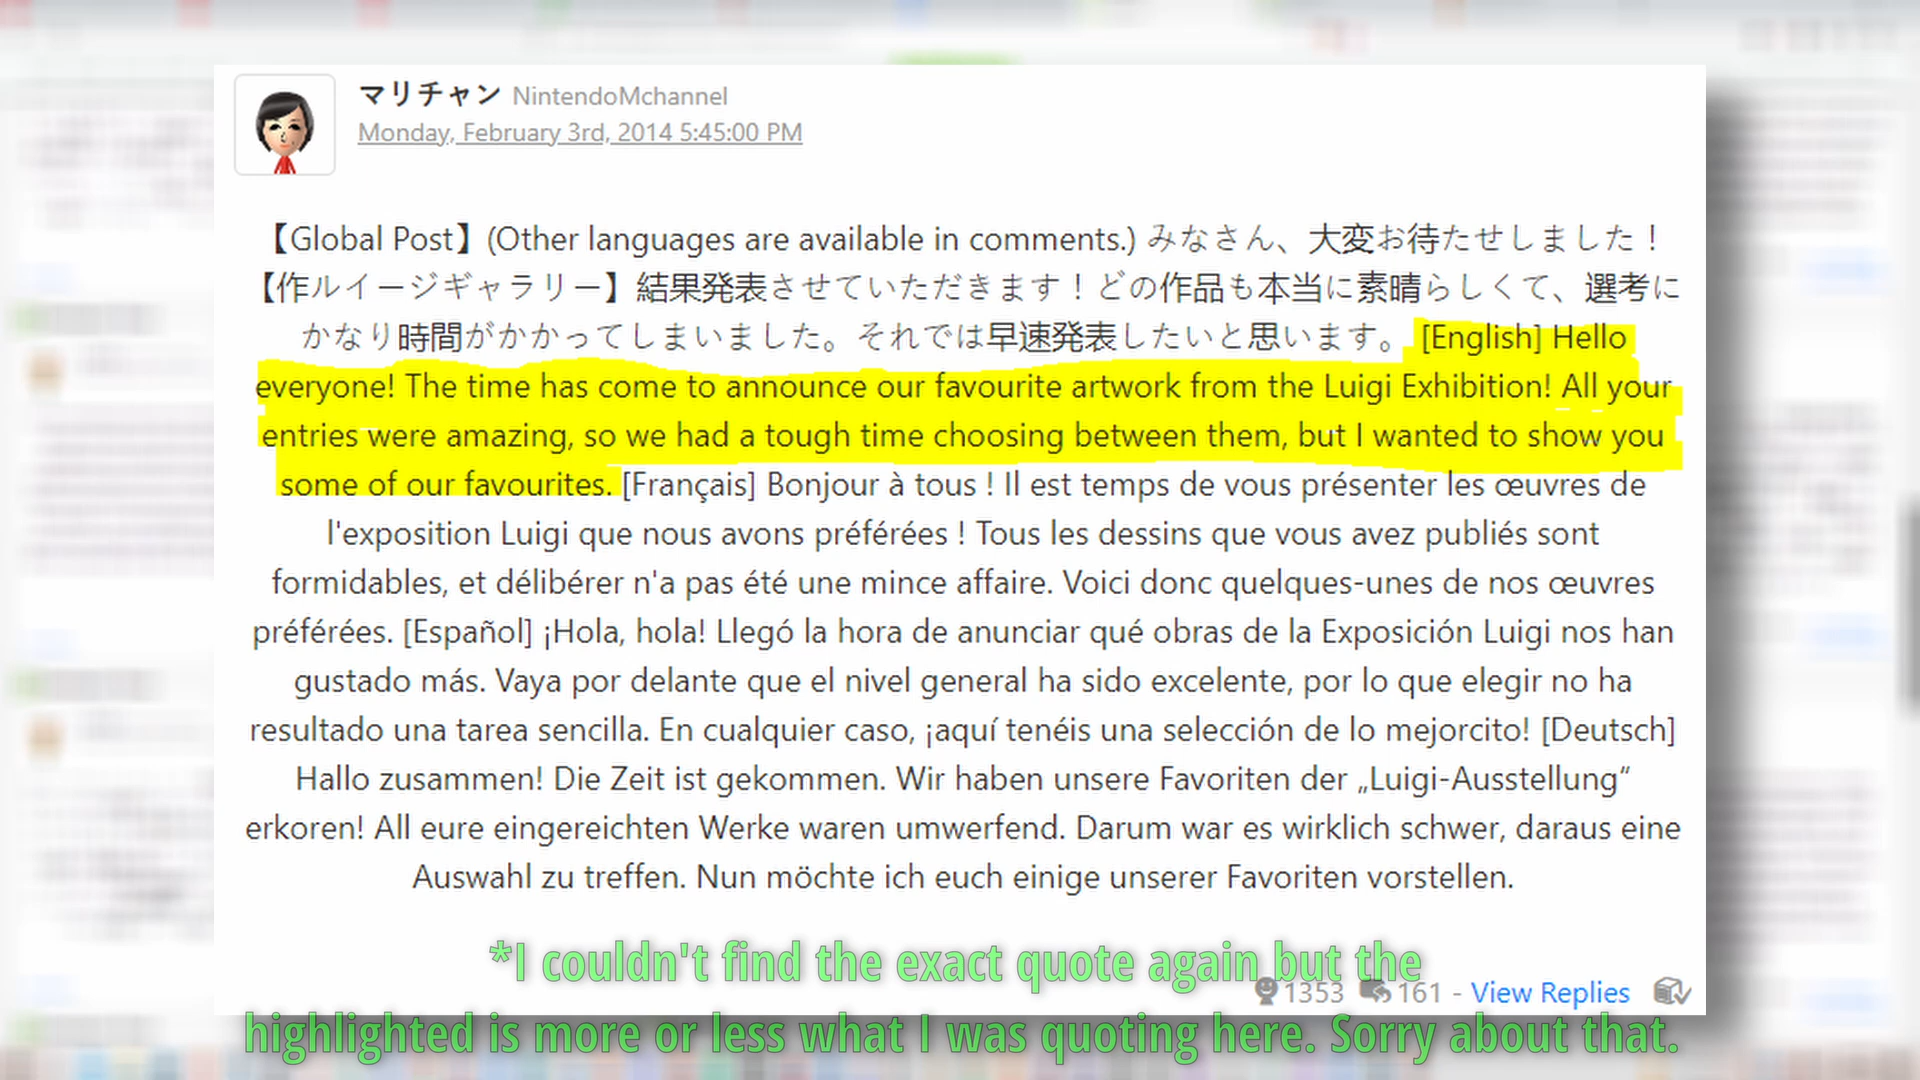 マリチャン NintendoMchannel
Monday, February 3rd, 2014 5:45:00 PM
【Global Post】(Other languages are available in comments.) みなさん、大変お待たせしました！
【作ルイージギャラリー】結果発表させていただきます！どの作品も本当に素晴らしくて、選考に
かなり時間がかかってしまいました。それでは早速発表したいと思います。 [English] Hello
everyone! The time has come to announce our favourite artwork from the Luigi Exhibition! All your
entries were amazing, so we had a tough time choosing between them, but I wanted to show you
some of our favourites. [Français] Bonjour à tous ! Il est temps de vous présenter les œuvres de
l'exposition Luigi que nous avons préférées ! Tous les dessins que vous avez publiés sont
formidables, et délibérer n'a pas été une mince affaire. Voici donc quelques-unes de nos œuvres
préférées. [Español] ¡Hola, hola! Llegó la hora de anunciar qué obras de la Exposición Luigi nos han
gustado más. Vaya por delante que el nivel general ha sido excelente, por lo que elegir no ha
resultado una tarea sencilla. En cualquier caso, ¡aquí tenéis una selección de lo mejorcito! [Deutsch]
Hallo zusammen! Die Zeit ist gekommen. Wir haben unsere Favoriten der „Luigi-Ausstellung“
erkoren! All eure eingereichten Werke waren umwerfend. Darum war es wirklich schwer, daraus eine
Auswahl zu treffen. Nun möchte ich euch einige unserer Favoriten vorstellen.
*I couldn't find the exact quote again but the
1353 161 - View Replies
highlighted is more or less what I was quoting here. Sorry about that.